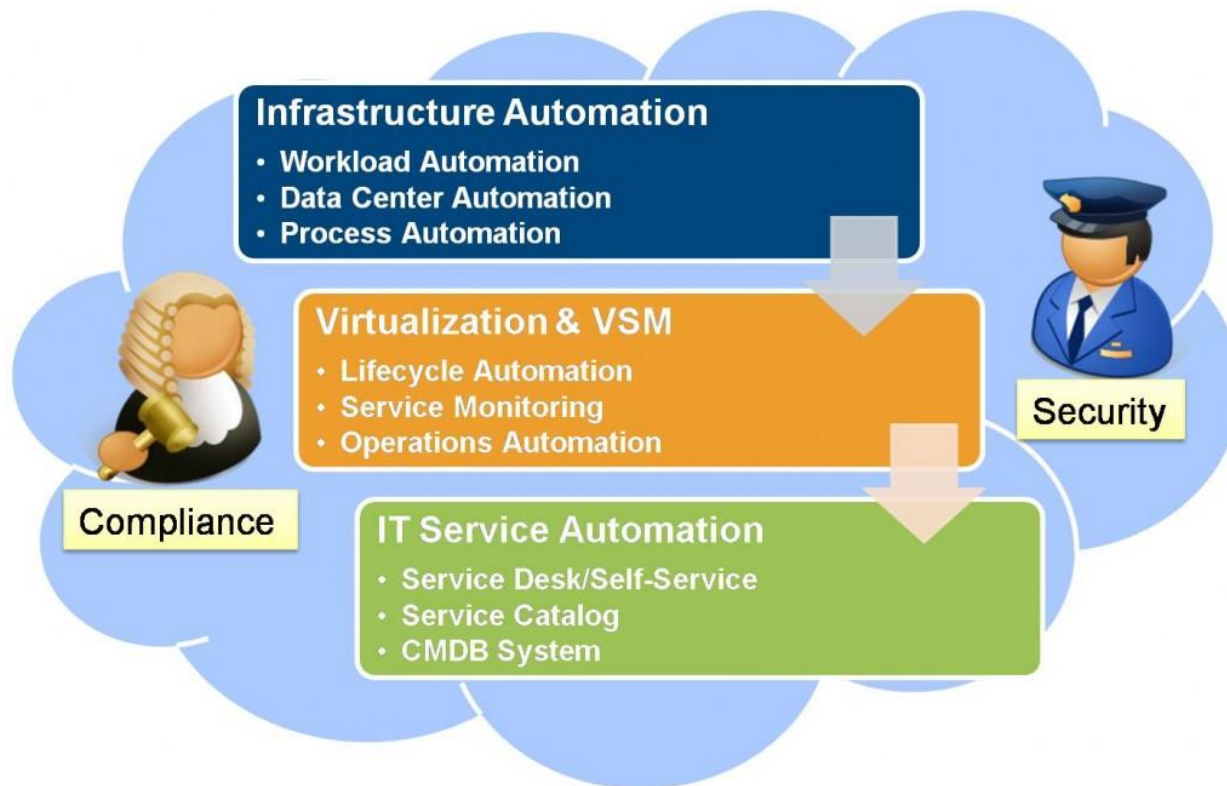 Infrastructure Automation
• Workload Automation
• Data Center Automation
• Process Automation
Virtualization & VSM
• Lifecycle Automation
• Service Monitoring
• Operations Automation
Security
Compliance
IT Service Automation
• Service Desk/Self-Service
• Service Catalog
• CMDB System